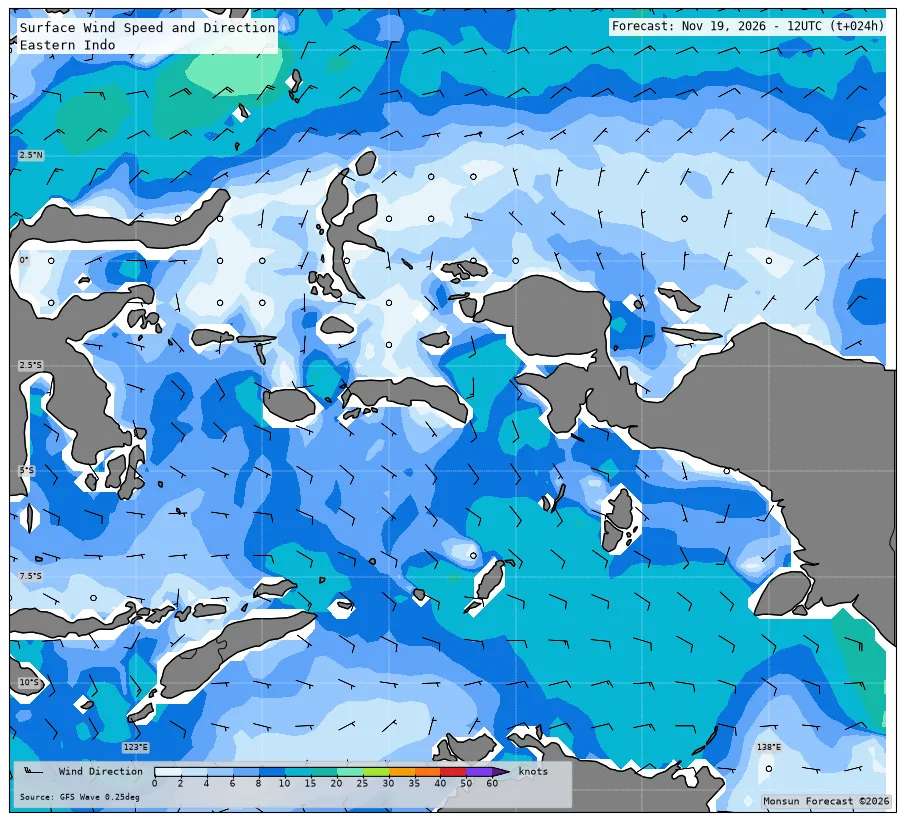 Surface Wind Speed and Direction
Eastern Indo
Forecast: Nov 19, 2026 - 12UTC (t+024h)
2.5°N
0°
2.5°S
5°S
7.5°S
10°S
123°E
138°E
Wind Direction
knots
0 2 4 6 8 10 15 20 25 30 35 40 50 60
Source: GFS Wave 0.25deg
Monsun Forecast ©2026